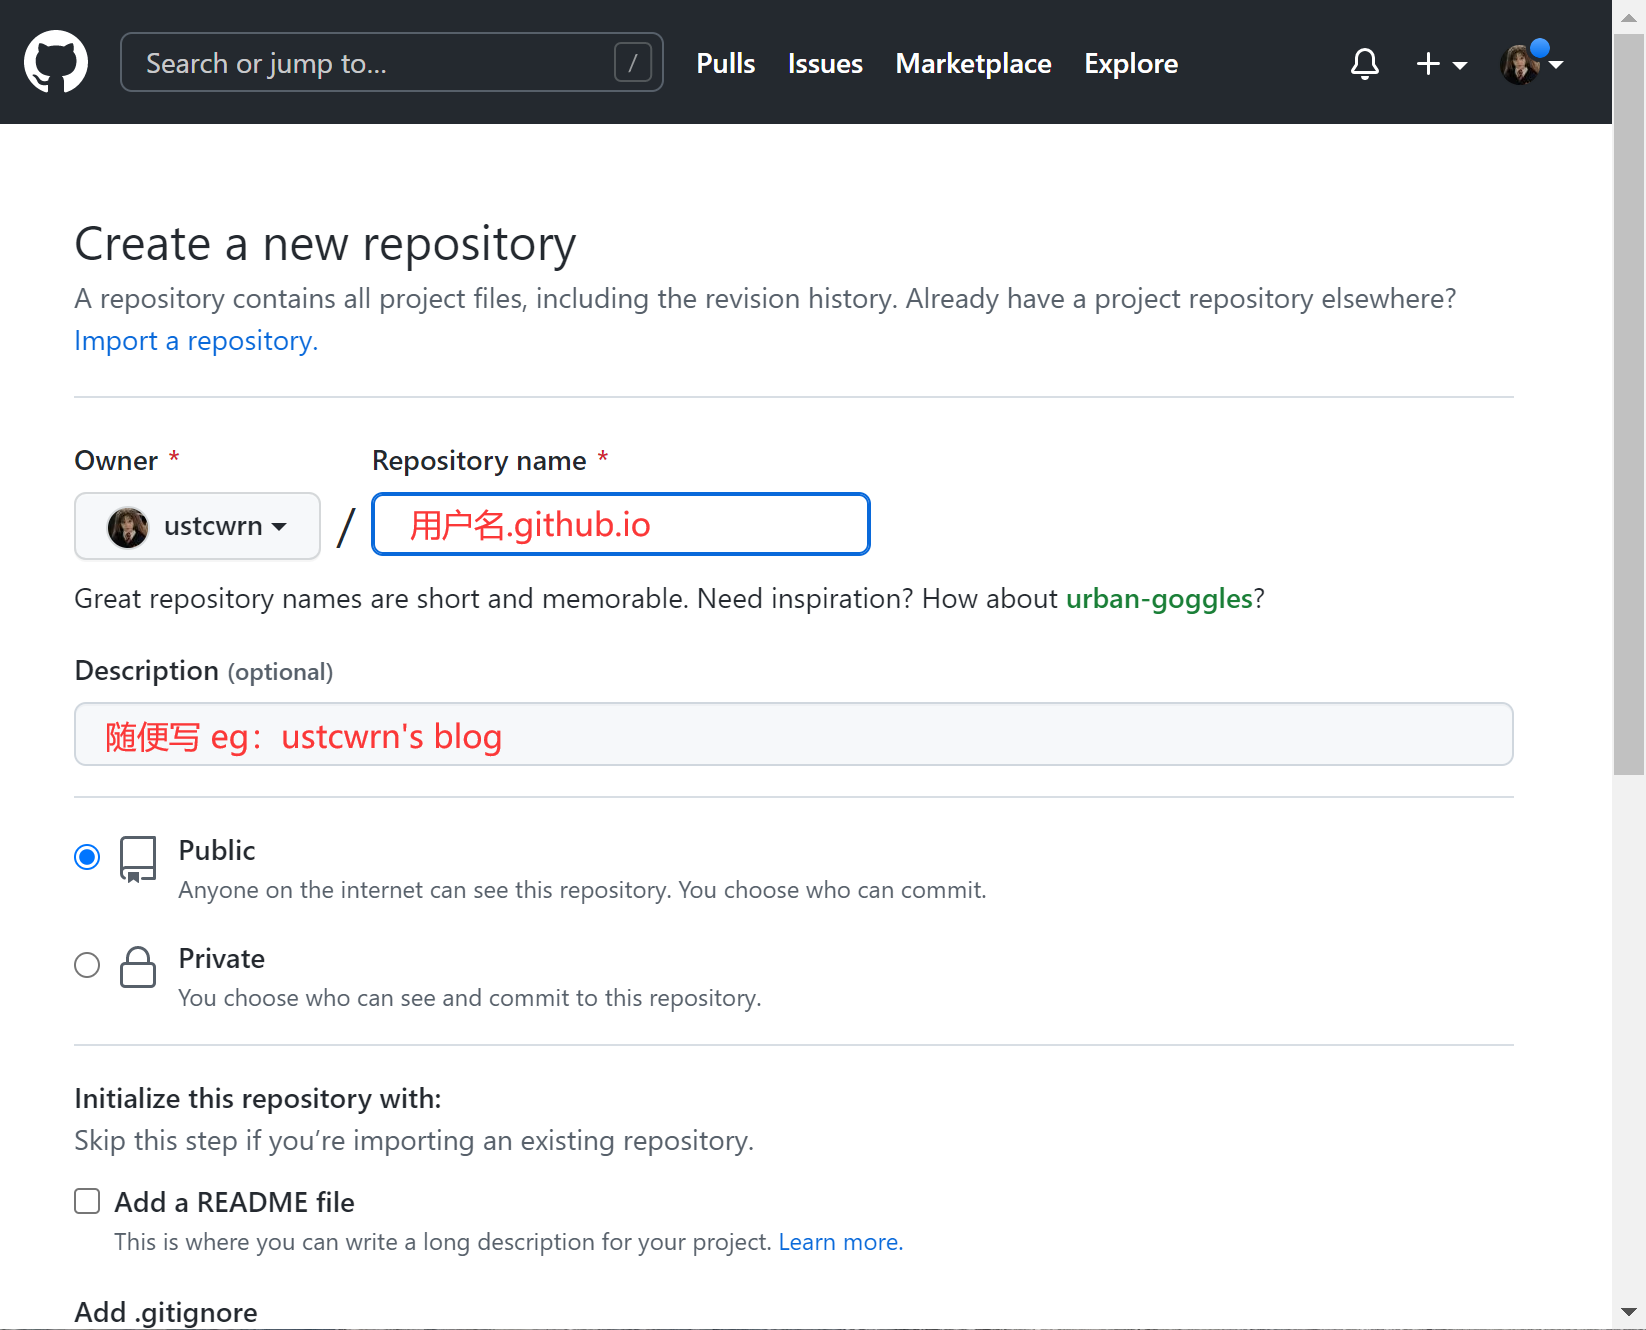 Search or jump to... /
Pulls Issues Marketplace Explore
Create a new repository
A repository contains all project files, including the revision history. Already have a project repository elsewhere?
Import a repository.
Owner * Repository name *
ustcwrn / 用户名.github.io
Great repository names are short and memorable. Need inspiration? How about urban-goggles?
Description (optional)
随便写 eg：ustcwrn's blog
Public
Anyone on the internet can see this repository. You choose who can commit.
Private
You choose who can see and commit to this repository.
Initialize this repository with:
Skip this step if you’re importing an existing repository.
Add a README file
This is where you can write a long description for your project. Learn more.
Add .gitignore